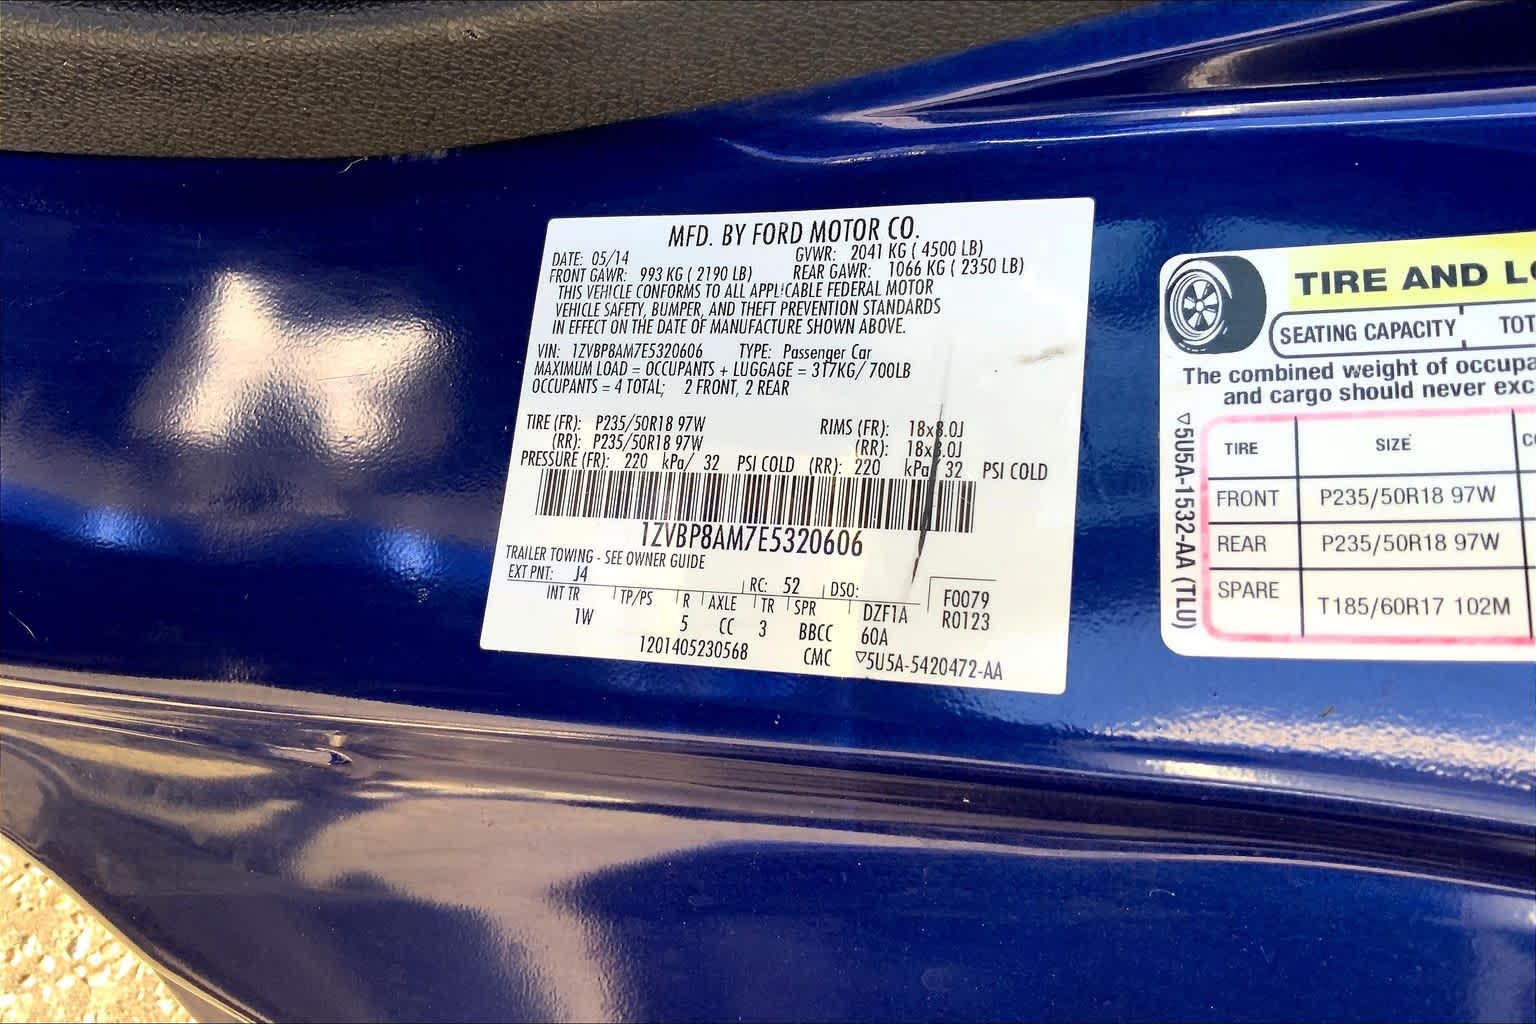 MFD. BY FORD MOTOR CO.
DATE: 05/14 GVWR: 2041 KG ( 4500 LB)
FRONT GAWR: 993 KG ( 2190 LB) REAR GAWR: 1066 KG ( 2350 LB)
THIS VEHICLE CONFORMS TO ALL APPLICABLE FEDERAL MOTOR
VEHICLE SAFETY, BUMPER, AND THEFT PREVENTION STANDARDS
IN EFFECT ON THE DATE OF MANUFACTURE SHOWN ABOVE.
VIN: 1ZVBP8AM7E5320606 TYPE: Passenger Car
MAXIMUM LOAD = OCCUPANTS + LUGGAGE = 317KG/ 700LB
OCCUPANTS = 4 TOTAL; 2 FRONT, 2 REAR
TIRE (FR): P235/50R18 97W RIMS (FR): 18x8.0J
(RR): P235/50R18 97W (RR): 18x8.0J
PRESSURE (FR): 220 kPa/ 32 PSI COLD (RR): 220 kPa/ 32 PSI COLD
1ZVBP8AM7E5320606
TRAILER TOWING - SEE OWNER GUIDE
EXT PNT: J4 RC: 52 DSO:
INT TR TP/PS R AXLE TR SPR DZF1A F0079
1W 5 CC 3 BBCC 60A R0123
1201405230568 CMC ▽5U5A-5420472-AA
TIRE AND LO
SEATING CAPACITY TOT
The combined weight of occupa
and cargo should never exc
TIRE SIZE CO
FRONT P235/50R18 97W
REAR P235/50R18 97W
SPARE T185/60R17 102M
▽5U5A-1532-AA (TLU)